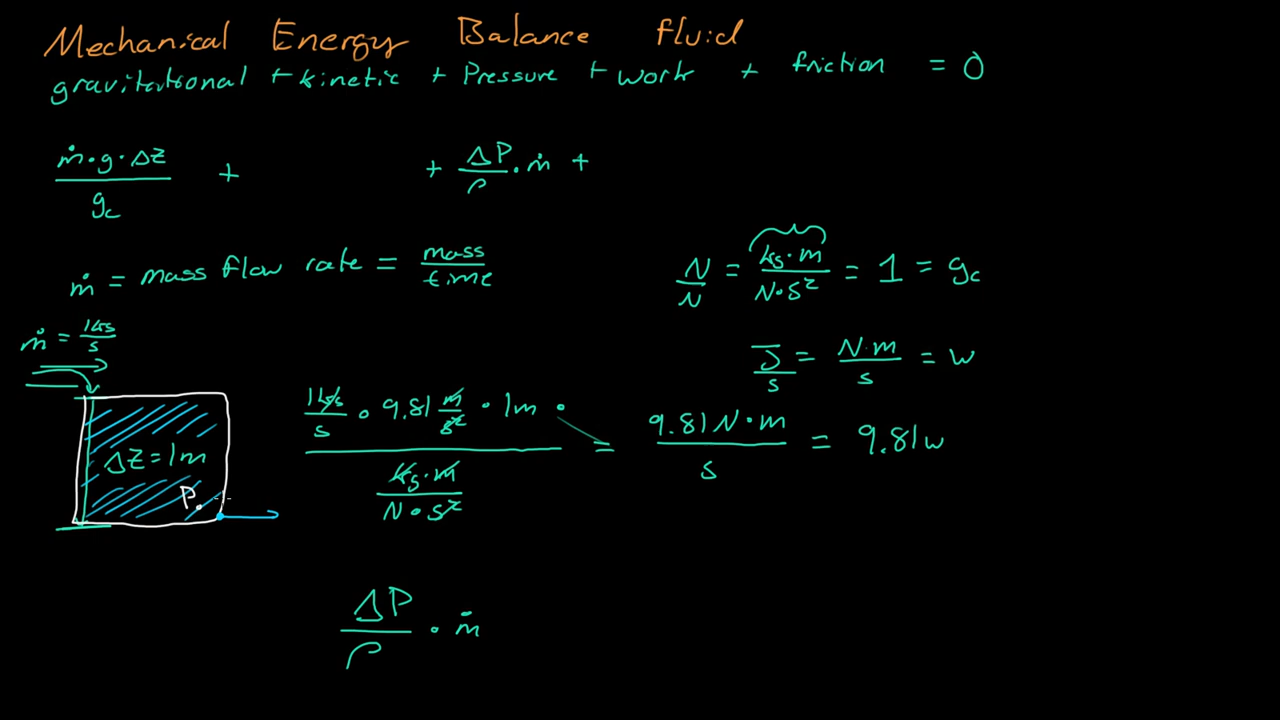 Mechanical Energy Balance Fluid
gravitational + kinetic + Pressure + work + friction = 0
ṁ·g·ΔZ / g_c + + ΔP/ρ · ṁ +
ṁ = mass flow rate = mass/time
N/N = kg·m / N·s² = 1 = g_c
ṁ = 1kg/s
J/s = N·m/s = W
1kg/s · 9.81 m/s² · 1m · / kg·m/N·s² = 9.81 N·m / s = 9.81 W
ΔZ = 1m
P.
ΔP/ρ · ṁ